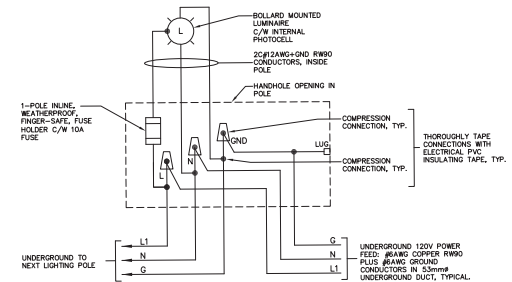 BOLLARD MOUNTED
LUMINAIRE
C/W INTERNAL
PHOTOCELL
L
2C#12AWG+GND RW90
CONDUCTORS, INSIDE
POLE
HANDHOLE OPENING IN
POLE
1-POLE INLINE,
WEATHERPROOF,
FINGER-SAFE, FUSE
HOLDER C/W 10A
FUSE
COMPRESSION
CONNECTION, TYP.
GND
LUG
THOROUGHLY TAPE
CONNECTIONS WITH
ELECTRICAL PVC
INSULATING TAPE, TYP.
N
L
COMPRESSION
CONNECTION, TYP.
L1
N
G
UNDERGROUND TO
NEXT LIGHTING POLE
G
N
L1
UNDERGROUND 120V POWER
FEED: #6AWG COPPER RW90
PLUS #6AWG GROUND
CONDUCTORS IN 53mmø
UNDERGROUND DUCT, TYPICAL.